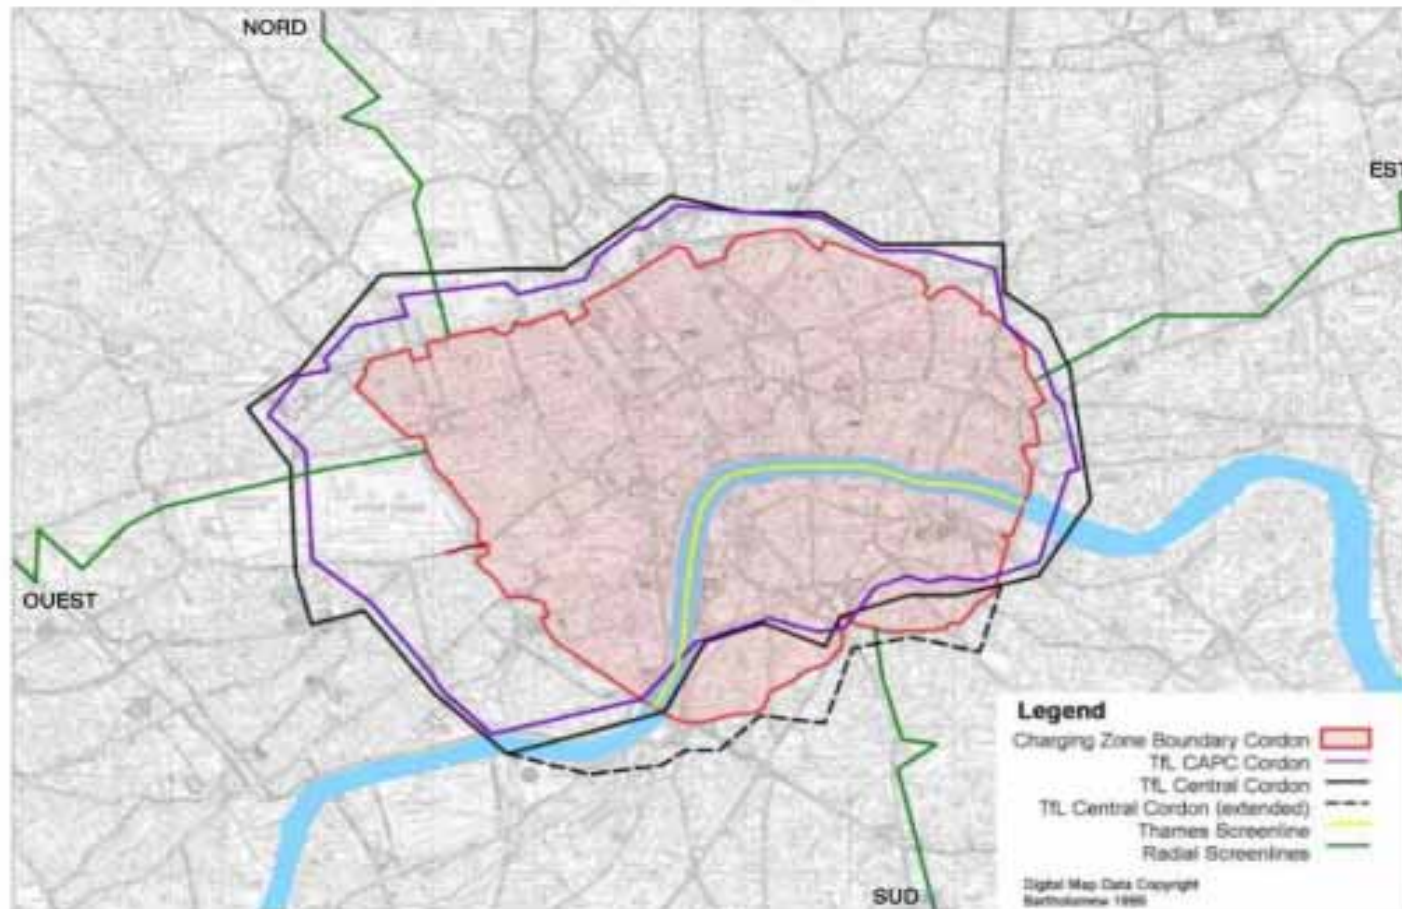 NORD
EST
OUEST
SUD
Legend
Charging Zone Boundary Cordon
TfL CAPC Cordon
TfL Central Cordon
TfL Central Cordon (extended)
Thames Screenline
Radial Screenlines
Digital Map Data Copyright
Bartholomew